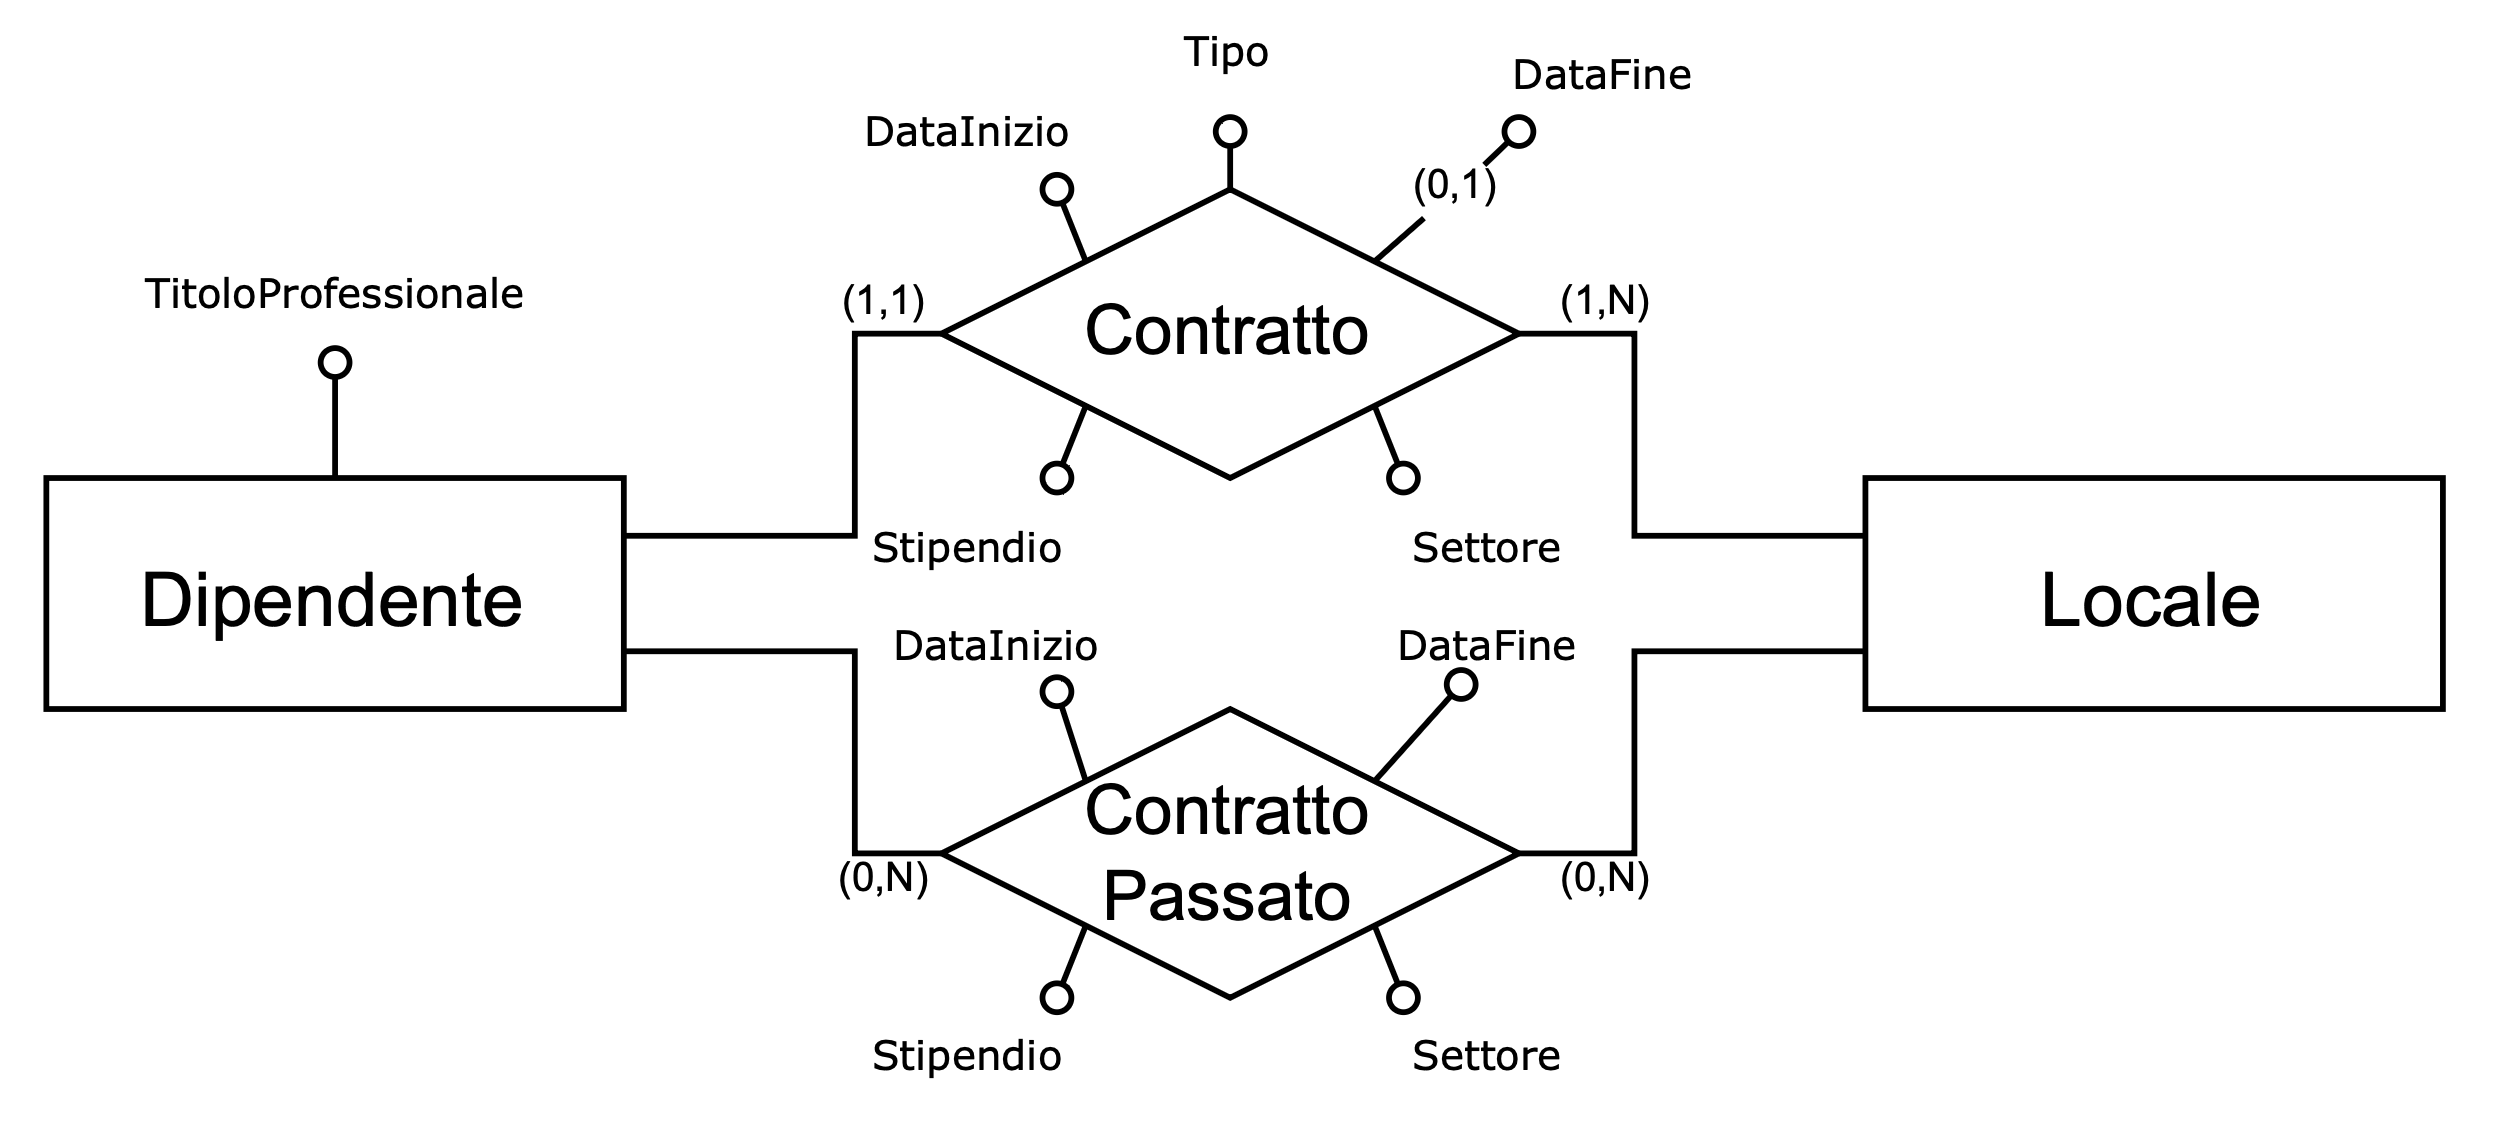 Tipo
DataFine
DataInizio
(0,1)
TitoloProfessionale
(1,1)
(1,N)
Contratto
Stipendio
Settore
Dipendente
Locale
DataInizio
DataFine
Contratto
Passato
(0,N)
(0,N)
Stipendio
Settore